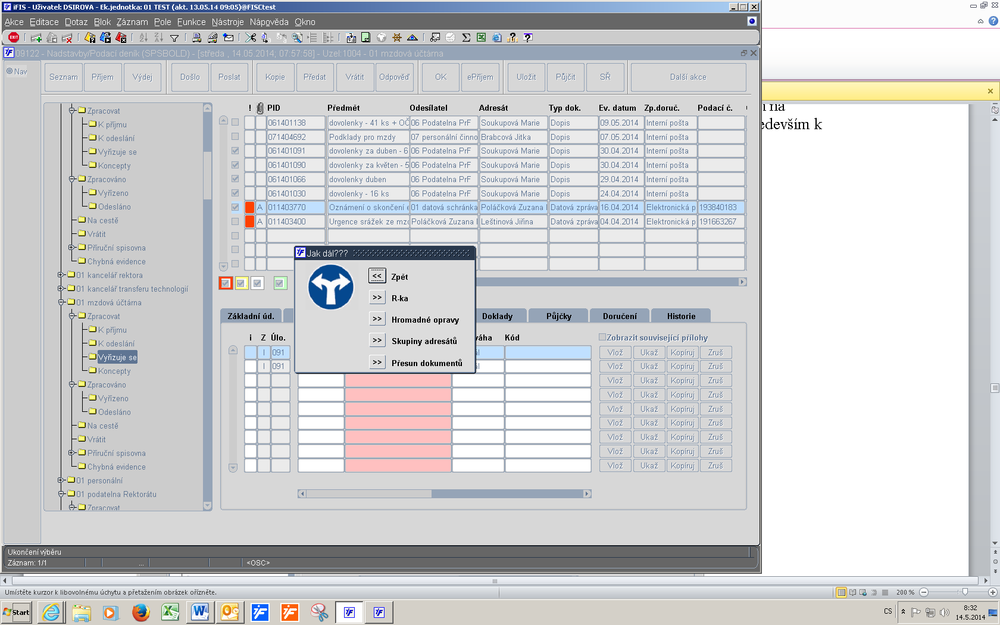 iFIS - Uživatel: DSIROVA - Ek.jednotka: 01 TEST (akt. 13.05.14 09:05)@FISCtest
Akce Editace Dotaz Blok Záznam Pole Funkce Nástroje Nápověda Okno
EXIT
09122 - Nadstavby/Podací deník (SPSBOLD) - [středa , 14.05.2014; 07:57:58] - Uzel:1004 - 01 mzdová účtárna
Nav
Seznam Příjem Výdej Došlo Poslat Kopie Předat Vrátit Odpověď OK ePříjem Uložit Půjčit SŘ Další akce
Zpracovat
K příjmu
K odeslání
Vyřizuje se
Koncepty
Zpracováno
Vyřízeno
Odesláno
Na cestě
Vrátit
Příruční spisovna
Chybná evidence
01 kancelář rektora
01 kancelář transferu technologií
01 mzdová účtárna
Zpracovat
K příjmu
K odeslání
Vyřizuje se
Koncepty
Zpracováno
Vyřízeno
Odesláno
Na cestě
Vrátit
Příruční spisovna
Chybná evidence
01 personální
01 podatelna Rektorátu
Zpracovat
! PID Předmět Odesílatel Adresát Typ dok. Ev. datum Zp.doruč. Podací č.
061401138 dovolenky - 41 ks + OČ 06 Podatelna PrF Soukupová Marie Dopis 09.05.2014 Interní pošta
071404692 Podklady pro mzdy 07 personální činno Brabcová Jitka Dopis 07.05.2014 Interní pošta
061401091 dovolenky za duben - 6 06 Podatelna PrF Soukupová Marie Dopis 30.04.2014 Interní pošta
061401090 dovolenky za květen - 5 06 Podatelna PrF Soukupová Marie Dopis 30.04.2014 Interní pošta
061401066 dovolenky duben 06 Podatelna PrF Soukupová Marie Dopis 29.04.2014 Interní pošta
061401030 dovolenky - 16 ks 06 Podatelna PrF Soukupová Marie Dopis 24.04.2014 Interní pošta
A 011403770 Oznámení o skončení 01 datová schránka Poláčková Zuzana Datová zpráva 16.04.2014 Elektronická p 193840183
A 011403400 Urgence srážek ze mzd Poláčková Zuzana Leštinová Jiřina Datová zpráva 04.04.2014 Elektronická p 191663267
Jak dál???
<< Zpět
>> R-ka
>> Hromadné opravy
>> Skupiny adresátů
>> Přesun dokumentů
Základní úd. Doklady Půjčky Doručení Historie
i Z Úlo. váha Kód Zobrazit související přílohy
I 091 ál Vlož Ukaž Kopíruj Zruš
I 091 ál Vlož Ukaž Kopíruj Zruš
Vlož Ukaž Kopíruj Zruš
Vlož Ukaž Kopíruj Zruš
Vlož Ukaž Kopíruj Zruš
Vlož Ukaž Kopíruj Zruš
Vlož Ukaž Kopíruj Zruš
Vlož Ukaž Kopíruj Zruš
Vlož Ukaž Kopíruj Zruš
Ukončení výběru
Záznam: 1/1 ... <OSC>
na
edevším k
Umístěte kurzor k libovolnému úchytu a přetažením obrázek ořízněte.
200 %
Start
CS
8:32
14.5.2014